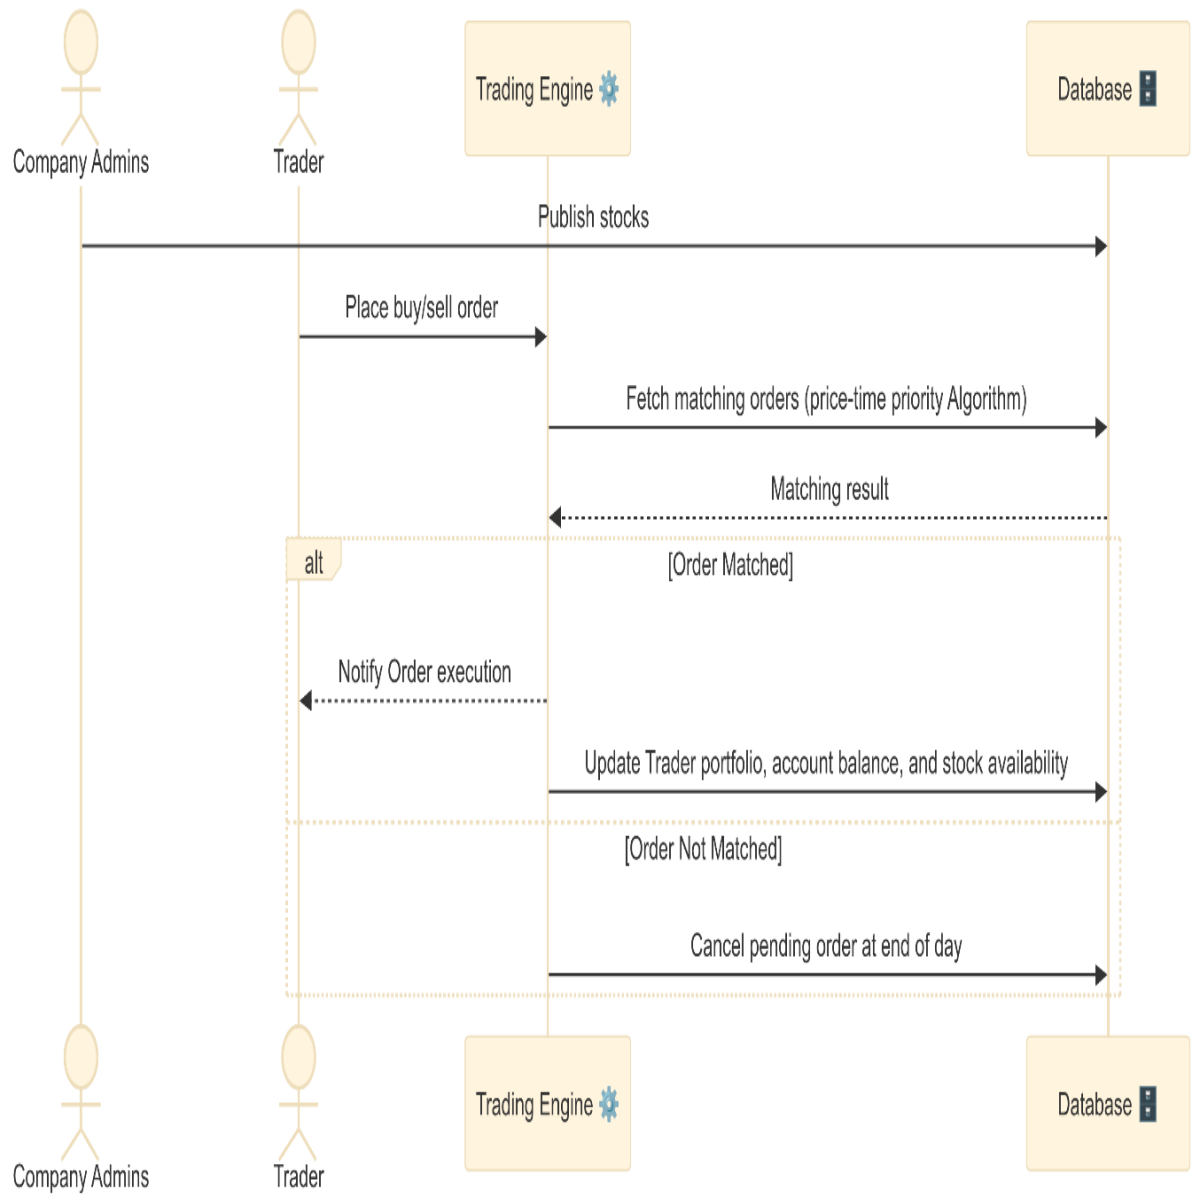 Company Admins
Trader
Trading Engine
Database
Publish stocks
Place buy/sell order
Fetch matching orders (price-time priority Algorithm)
Matching result
alt
[Order Matched]
Notify Order execution
Update Trader portfolio, account balance, and stock availability
[Order Not Matched]
Cancel pending order at end of day
Trading Engine
Database
Company Admins
Trader